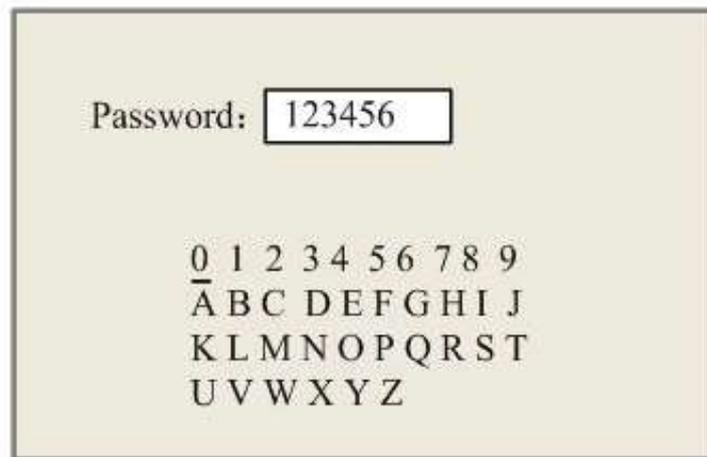 Password: 123456
0 1 2 3 4 5 6 7 8 9
A B C D E F G H I J
K L M N O P Q R S T
U V W X Y Z